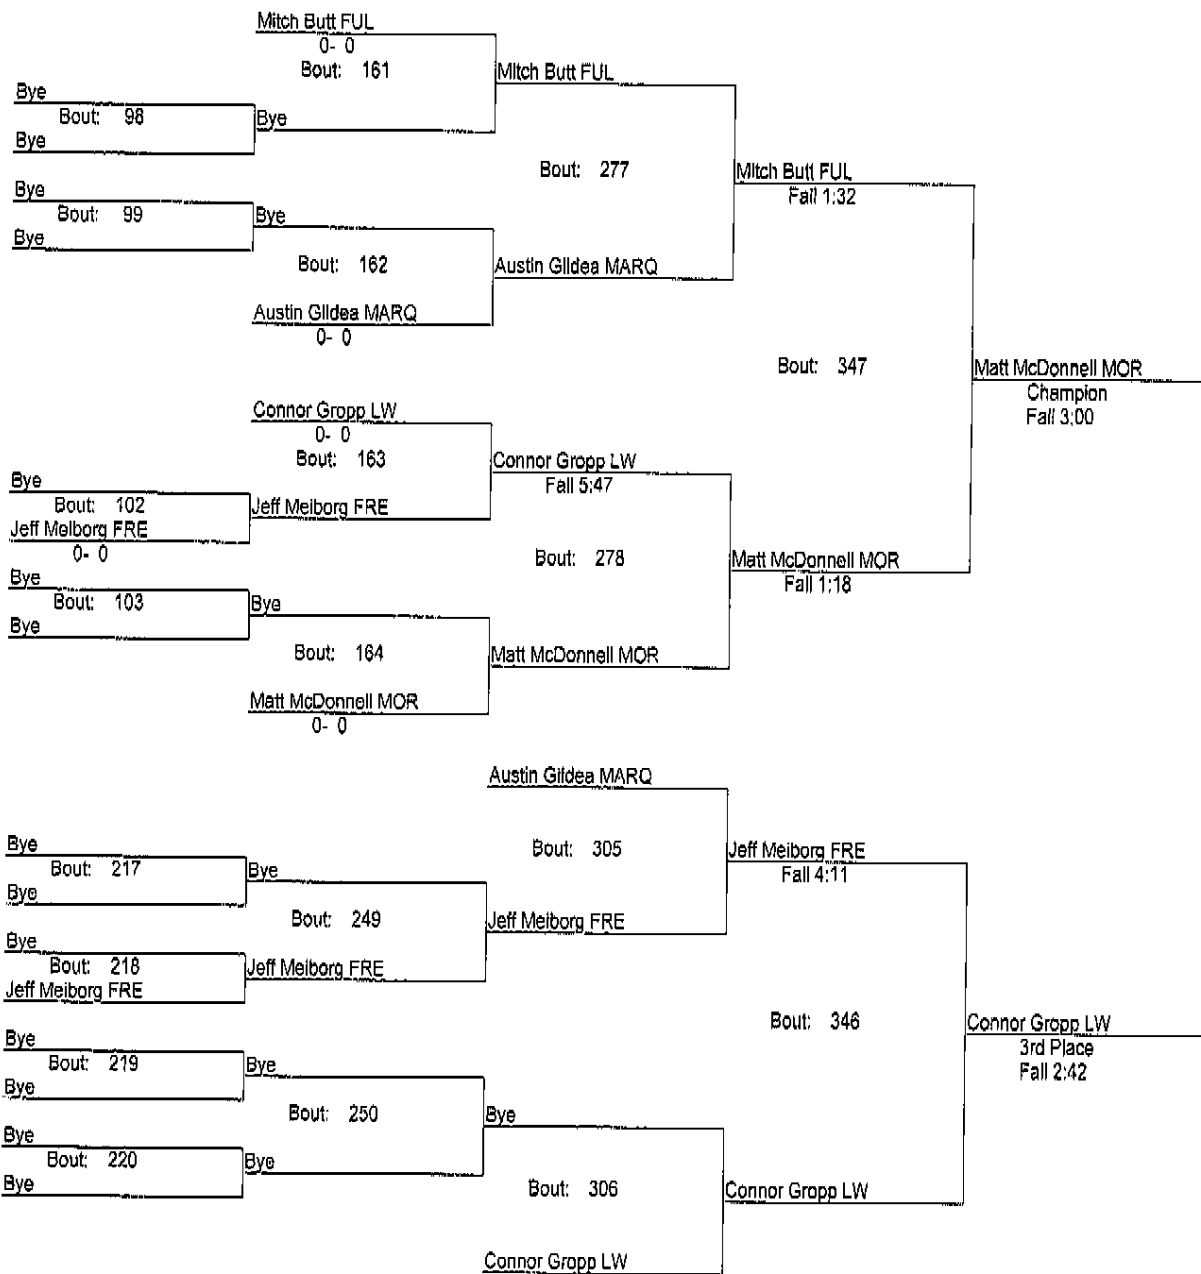 Mitch Butt FUL
0- 0
Bout: 161
Mitch Butt FUL
Bye
Bout: 98
Bye
Bye
Bout: 277
Mitch Butt FUL
Fall 1:32
Bye
Bout: 99
Bye
Bye
Bout: 162
Austin Gildea MARQ
Austin Gildea MARQ
0- 0
Bout: 347
Matt McDonnell MOR
Champion
Fall 3:00
Connor Gropp LW
0- 0
Bout: 163
Connor Gropp LW
Fall 5:47
Bye
Bout: 102
Jeff Meiborg FRE
Jeff Meiborg FRE
0- 0
Bout: 278
Matt McDonnell MOR
Fall 1:18
Bye
Bout: 103
Bye
Bye
Bout: 164
Matt McDonnell MOR
Matt McDonnell MOR
0- 0
Austin Gildea MARQ
Bout: 305
Jeff Meiborg FRE
Fall 4:11
Bye
Bout: 217
Bye
Bye
Bout: 249
Jeff Meiborg FRE
Bye
Bout: 218
Jeff Meiborg FRE
Jeff Meiborg FRE
Bout: 346
Connor Gropp LW
3rd Place
Fall 2:42
Bye
Bout: 219
Bye
Bye
Bout: 250
Bye
Bye
Bout: 220
Bye
Bye
Bout: 306
Connor Gropp LW
Connor Gropp LW